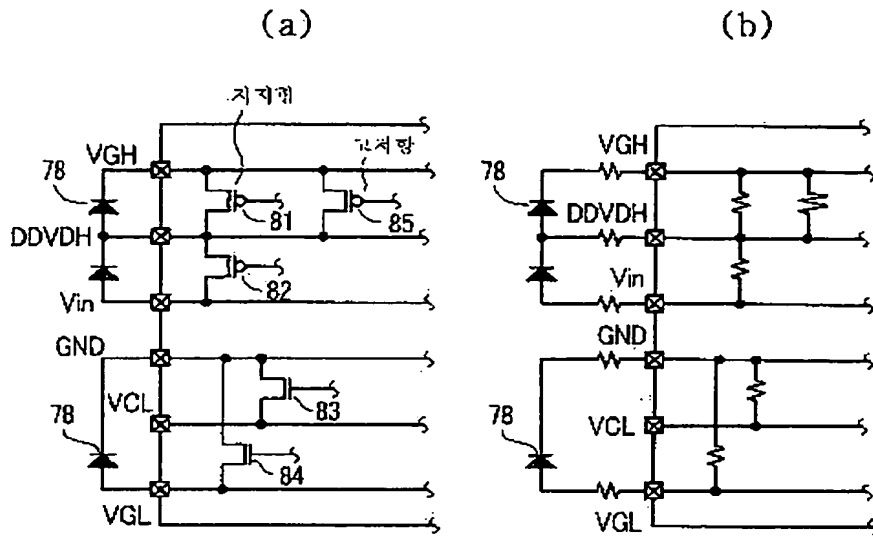 (a)
(b)
저저항
고저항
VGH
78
81
85
DDVDH
82
Vin
GND
83
VCL
78
84
VGL
VGH
78
DDVDH
Vin
GND
78
VCL
VGL